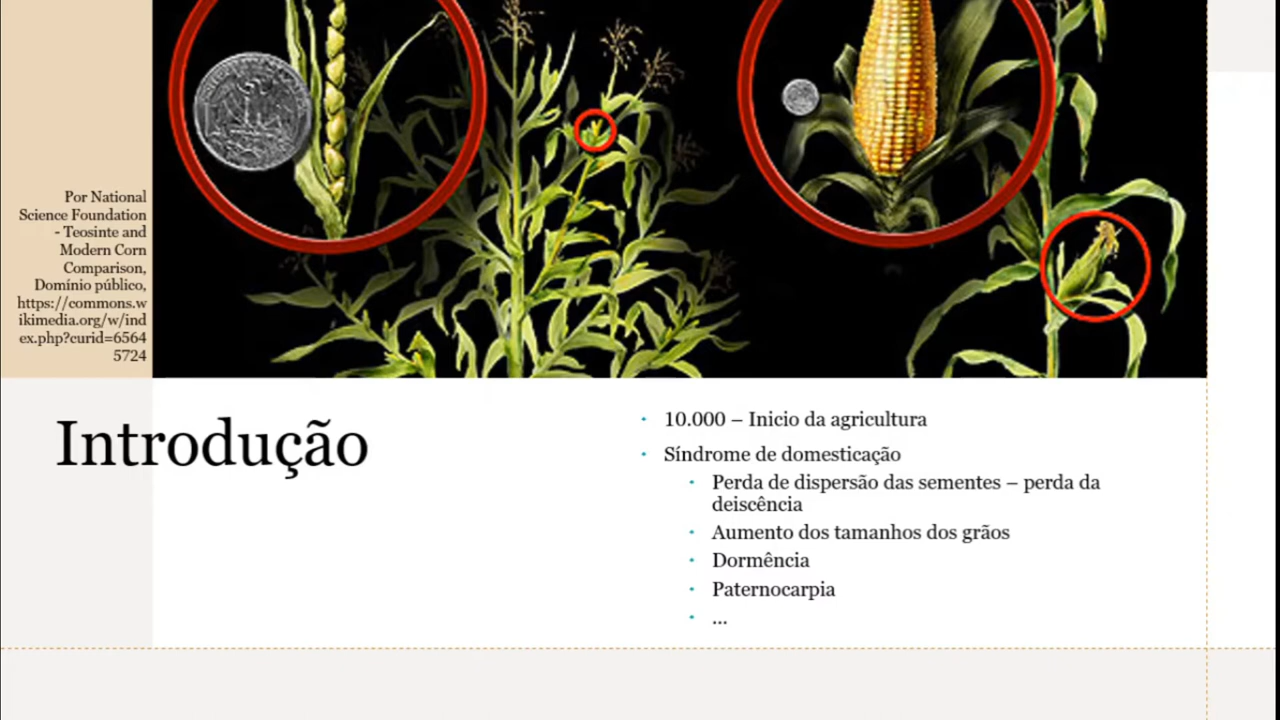 Por National
Science Foundation
- Teosinte and
Modern Corn
Comparison,
Domínio público,
https://commons.w
ikimedia.org/w/ind
ex.php?curid=6564
5724
Introdução
• 10.000 – Inicio da agricultura
• Síndrome de domesticação
• Perda de dispersão das sementes – perda da
deiscência
• Aumento dos tamanhos dos grãos
• Dormência
• Paternocarpia
• ...